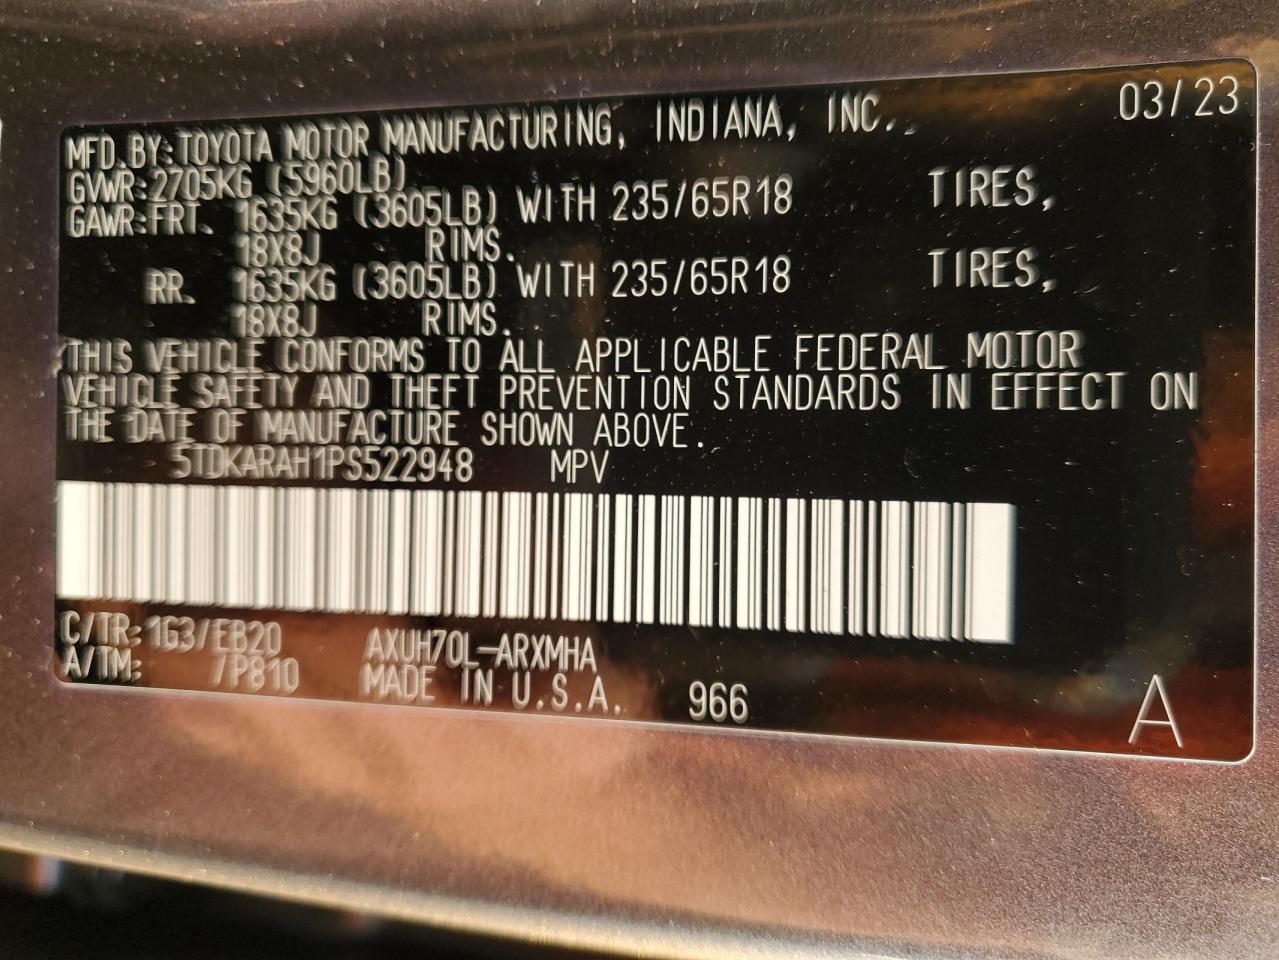 03/23
MFD.BY:TOYOTA MOTOR MANUFACTURING, INDIANA, INC.
GVWR:2705KG (5960LB)
GAWR:FRT. 1635KG (3605LB) WITH 235/65R18 TIRES,
18X8J RIMS.
RR. 1635KG (3605LB) WITH 235/65R18 TIRES,
18X8J RIMS.
THIS VEHICLE CONFORMS TO ALL APPLICABLE FEDERAL MOTOR
VEHICLE SAFETY AND THEFT PREVENTION STANDARDS IN EFFECT ON
THE DATE OF MANUFACTURE SHOWN ABOVE.
5TDKARAH1PS522948 MPV
C/TR:1G3/EB20 AXUH70L-ARXMHA
A/TM: /P810 MADE IN U.S.A. 966 A